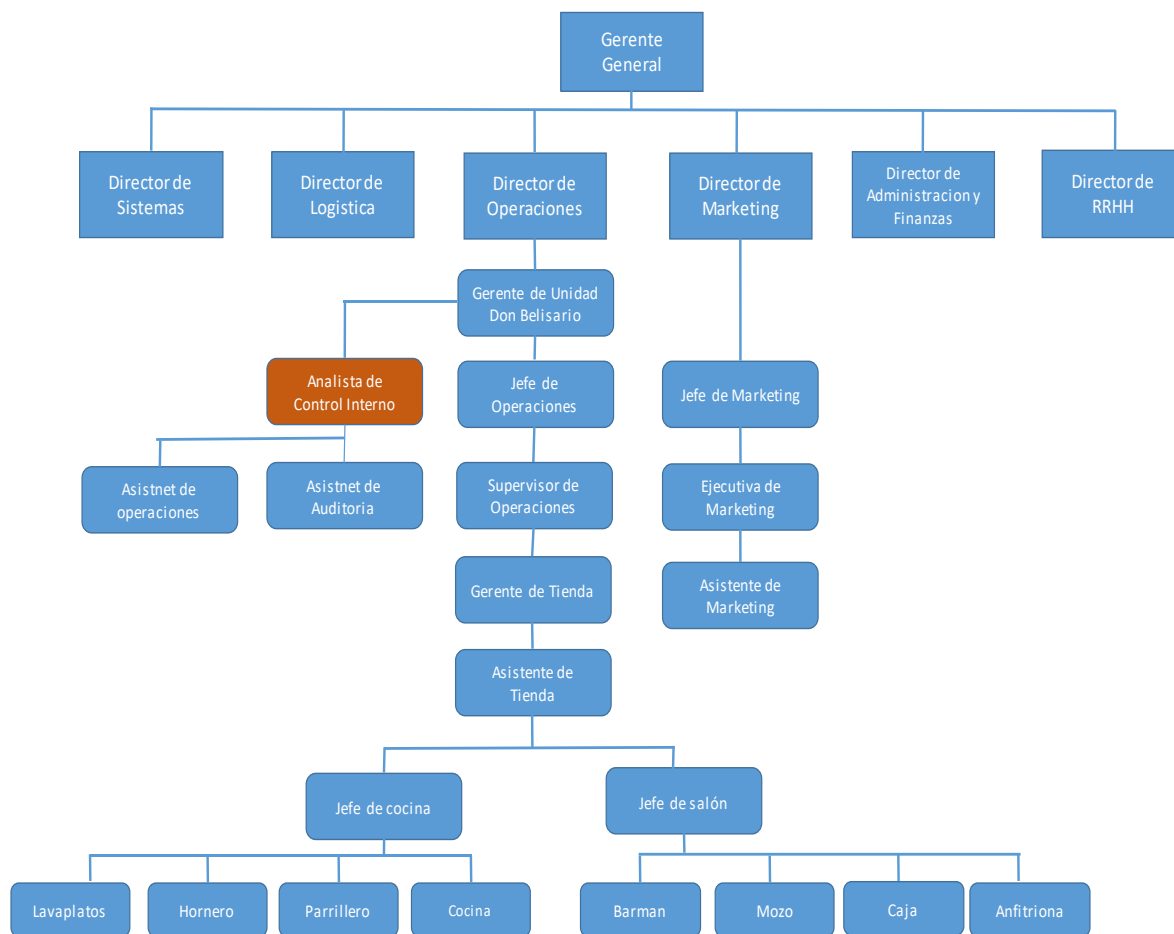 Gerente
General
Director de
Sistemas
Director de
Logistica
Director de
Operaciones
Director de
Marketing
Director de
Administracion y
Finanzas
Director de
RRHH
Gerente de Unidad
Don Belisario
Analista de
Control Interno
Jefe de
Operaciones
Jefe de Marketing
Asistnet de
operaciones
Asistnet de
Auditoria
Supervisor de
Operaciones
Ejecutiva de
Marketing
Gerente de Tienda
Asistente de
Marketing
Asistente de
Tienda
Jefe de cocina
Jefe de salón
Lavaplatos
Hornero
Parrillero
Cocina
Barman
Mozo
Caja
Anfitriona